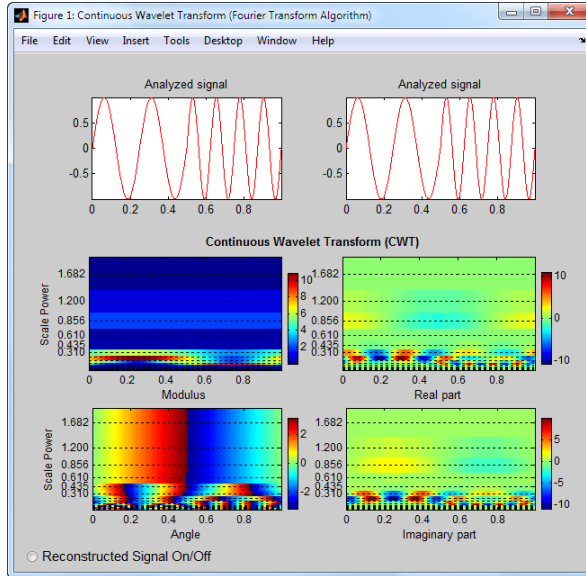 Figure 1: Continuous Wavelet Transform (Fourier Transform Algorithm)
File Edit View Insert Tools Desktop Window Help
Analyzed signal
0.5
0
-0.5
0 0.2 0.4 0.6 0.8
Analyzed signal
0.5
0
-0.5
0 0.2 0.4 0.6 0.8
Continuous Wavelet Transform (CWT)
Scale Power
1.682
1.200
0.856
0.610
0.435
0.310
0 0.2 0.4 0.6 0.8
Modulus
10
8
6
4
2
1.682
1.200
0.856
0.610
0.435
0.310
0 0.2 0.4 0.6 0.8
Real part
10
0
-10
Scale Power
1.682
1.200
0.856
0.610
0.435
0.310
0 0.2 0.4 0.6 0.8
Angle
2
0
-2
1.682
1.200
0.856
0.610
0.435
0.310
0 0.2 0.4 0.6 0.8
Imaginary part
5
0
-5
-10
Reconstructed Signal On/Off